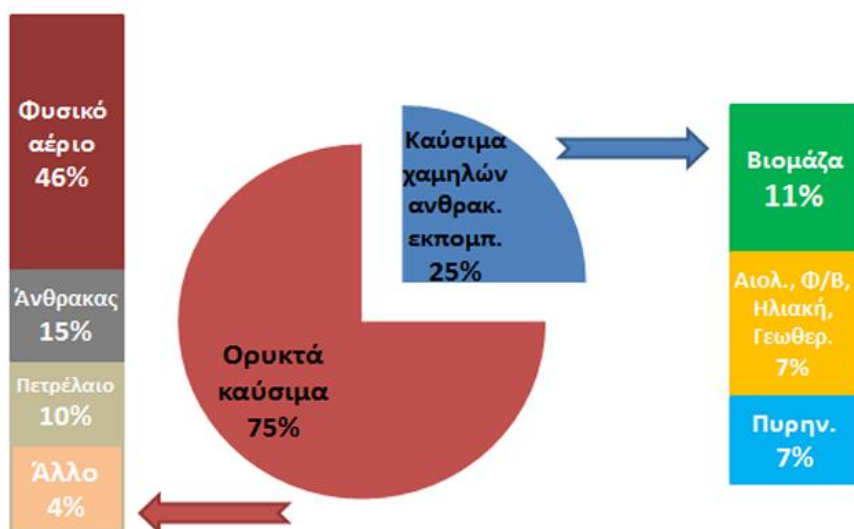 Φυσικό
αέριο
46%
Άνθρακας
15%
Πετρέλαιο
10%
Άλλο
4%
Ορυκτά
καύσιμα
75%
Καύσιμα
χαμηλών
ανθρακ.
εκπομπ.
25%
Βιομάζα
11%
Αιολ., Φ/Β,
Ηλιακή,
Γεωθερ.
7%
Πυρην.
7%